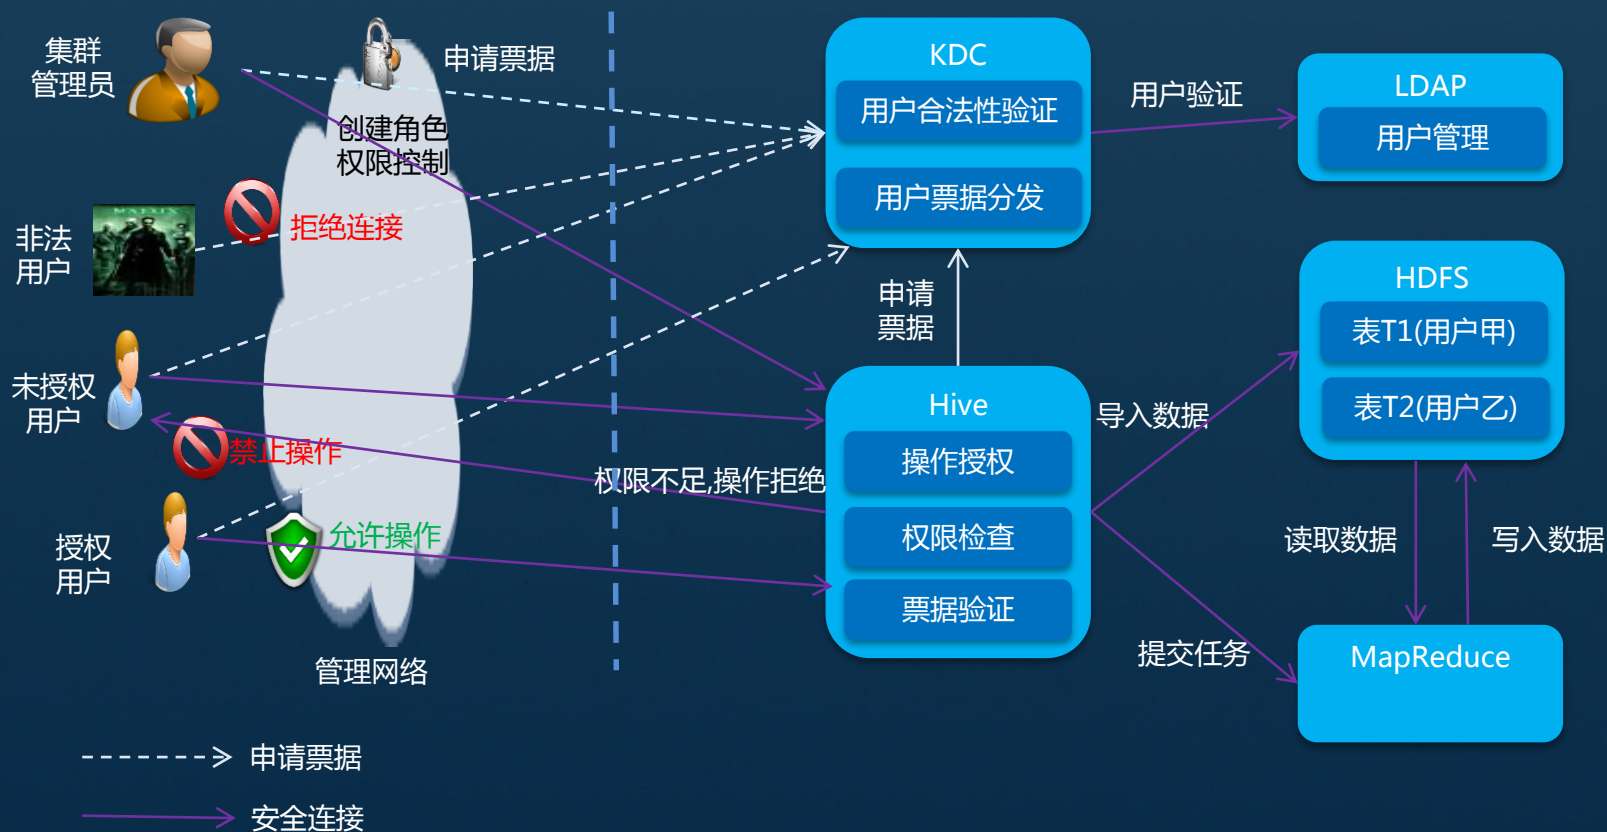 集群
管理员
申请票据
创建角色
权限控制
KDC
用户合法性验证
用户票据分发
用户验证
LDAP
用户管理
非法
用户
MATRIX
拒绝连接
申请
票据
HDFS
表T1(用户甲)
表T2(用户乙)
未授权
用户
禁止操作
权限不足,操作拒绝
Hive
操作授权
权限检查
票据验证
导入数据
授权
用户
允许操作
读取数据
写入数据
提交任务
MapReduce
管理网络
申请票据
安全连接